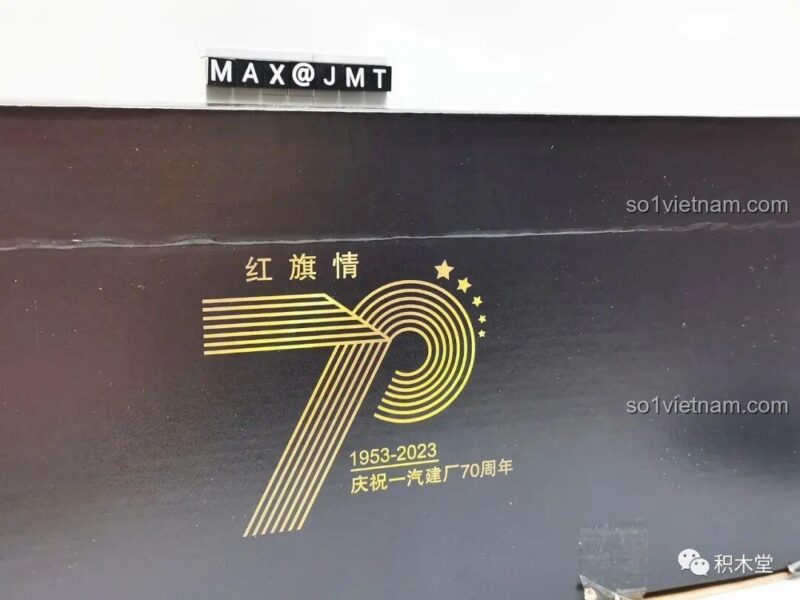 MAX@JMT
so1vietnam.com
红旗情
70
1953-2023
庆祝一汽建厂70周年
so1vietnam.com
积木堂